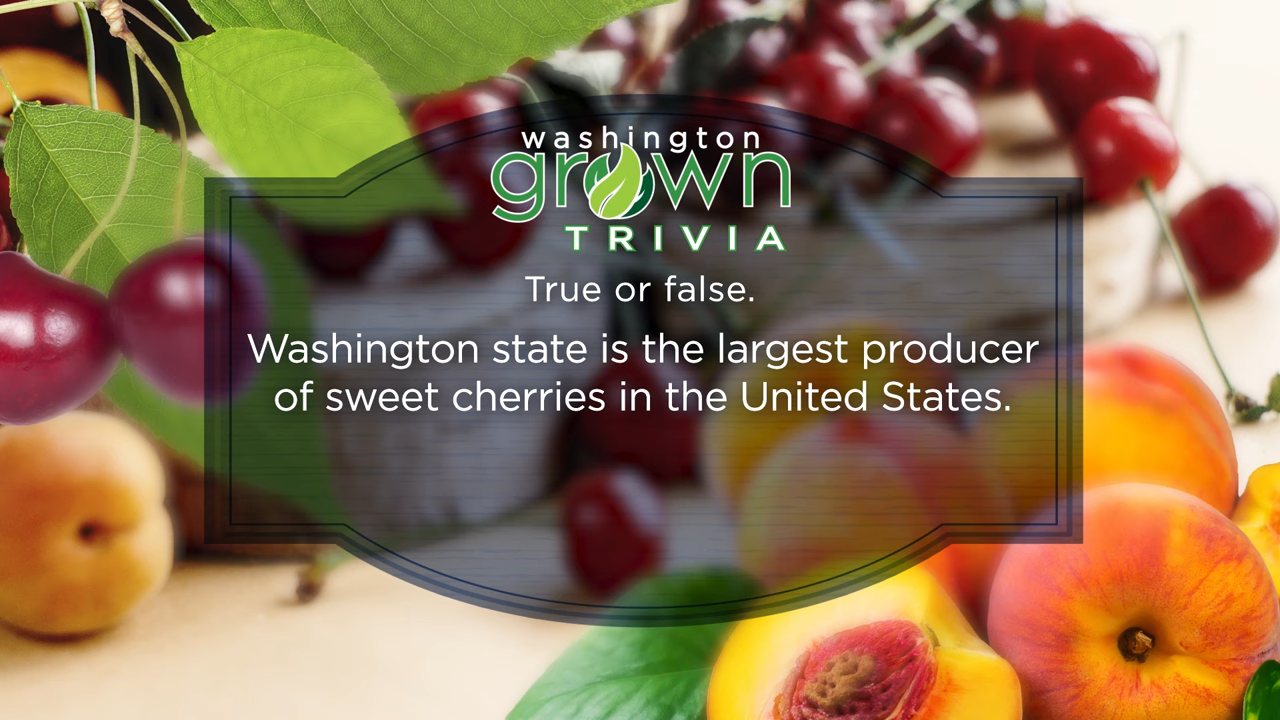 washington
grown
TRIVIA
True or false.
Washington state is the largest producer
of sweet cherries in the United States.